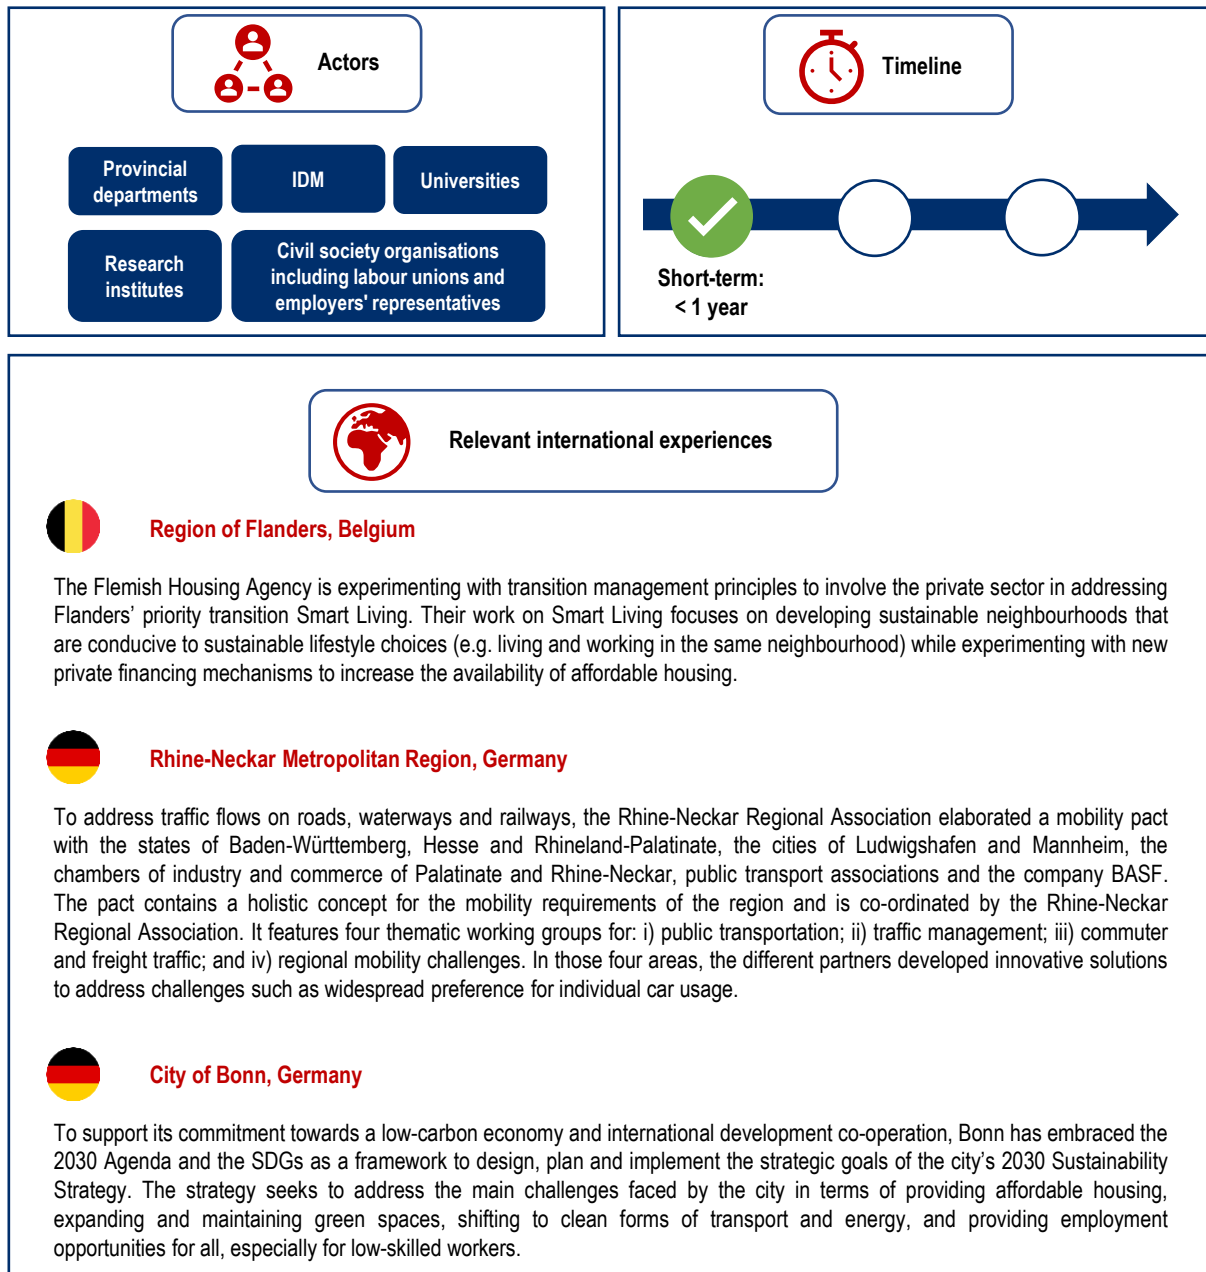 Actors
Provincial
departments
IDM
Universities
Research
institutes
Civil society organisations
including labour unions and
employers' representatives
Timeline
Short-term:
< 1 year
Relevant international experiences
Region of Flanders, Belgium
The Flemish Housing Agency is experimenting with transition management principles to involve the private sector in addressing
Flanders’ priority transition Smart Living. Their work on Smart Living focuses on developing sustainable neighbourhoods that
are conducive to sustainable lifestyle choices (e.g. living and working in the same neighbourhood) while experimenting with new
private financing mechanisms to increase the availability of affordable housing.
Rhine-Neckar Metropolitan Region, Germany
To address traffic flows on roads, waterways and railways, the Rhine-Neckar Regional Association elaborated a mobility pact
with the states of Baden-Württemberg, Hesse and Rhineland-Palatinate, the cities of Ludwigshafen and Mannheim, the
chambers of industry and commerce of Palatinate and Rhine-Neckar, public transport associations and the company BASF.
The pact contains a holistic concept for the mobility requirements of the region and is co-ordinated by the Rhine-Neckar
Regional Association. It features four thematic working groups for: i) public transportation; ii) traffic management; iii) commuter
and freight traffic; and iv) regional mobility challenges. In those four areas, the different partners developed innovative solutions
to address challenges such as widespread preference for individual car usage.
City of Bonn, Germany
To support its commitment towards a low-carbon economy and international development co-operation, Bonn has embraced the
2030 Agenda and the SDGs as a framework to design, plan and implement the strategic goals of the city’s 2030 Sustainability
Strategy. The strategy seeks to address the main challenges faced by the city in terms of providing affordable housing,
expanding and maintaining green spaces, shifting to clean forms of transport and energy, and providing employment
opportunities for all, especially for low-skilled workers.